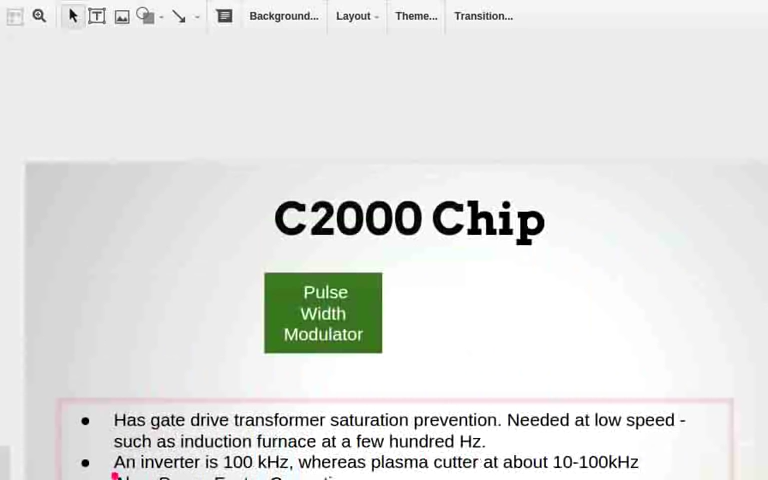 Background... Layout Theme... Transition...
C2000 Chip
Pulse
Width
Modulator
● Has gate drive transformer saturation prevention. Needed at low speed -
such as induction furnace at a few hundred Hz.
● An inverter is 100 kHz, whereas plasma cutter at about 10-100kHz